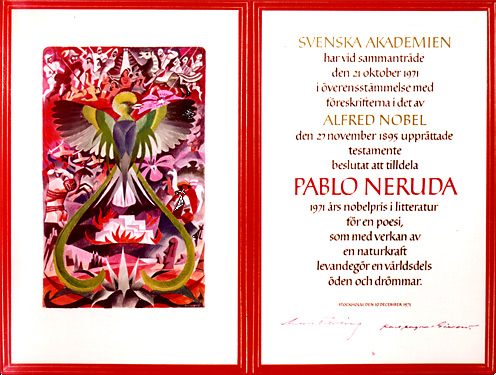 SVENSKA AKADEMIEN
har vid sammanträde
den 21 oktober 1971
i överensstämmelse med
föreskrifterna i det av
ALFRED NOBEL
den 27 november 1895 upprättade
testamente
beslutat att tilldela
PABLO NERUDA
1971 års nobelpris i litteratur
för en poesi,
som med verkan av
en naturkraft
levandegör en världsdels
öden och drömmar.
STOCKHOLM DEN 10 DECEMBER 1971